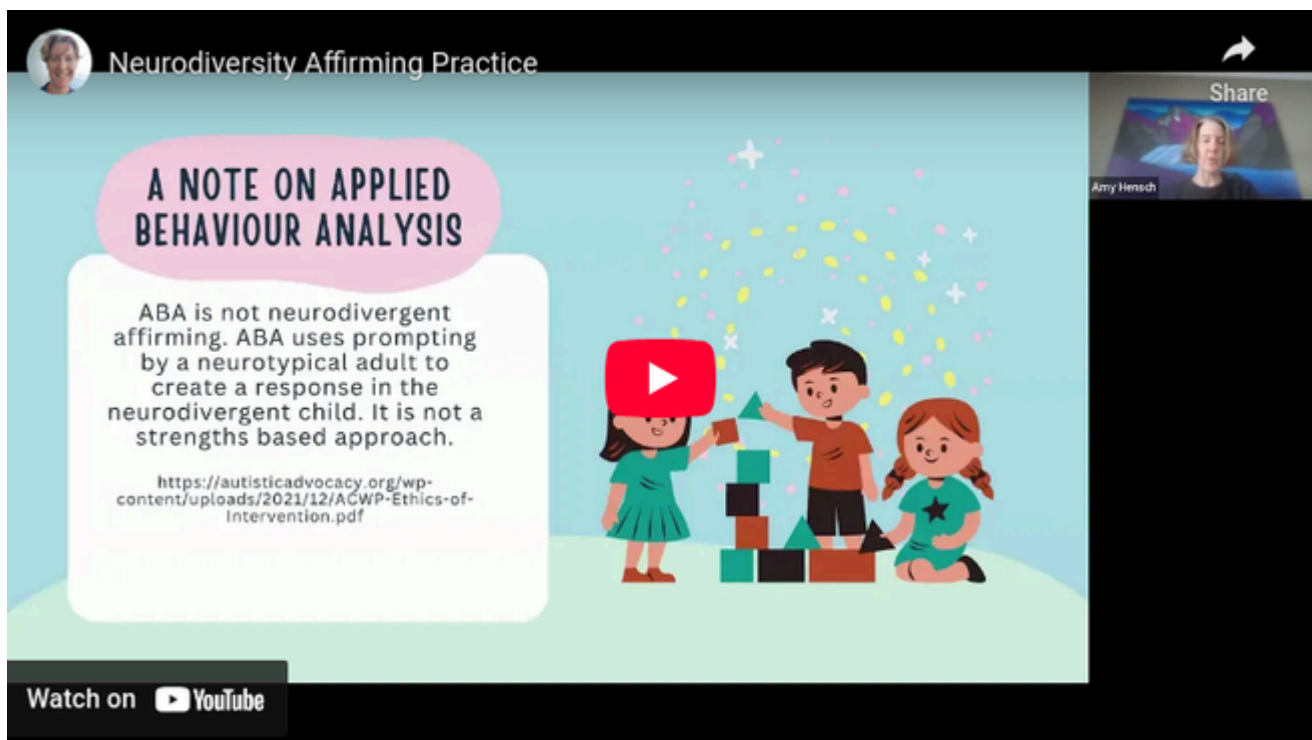 Neurodiversity Affirming Practice
Share
A NOTE ON APPLIED
BEHAVIOUR ANALYSIS
Amy Hensch
ABA is not neurodivergent
affirming. ABA uses prompting
by a neurotypical adult to
create a response in the
neurodivergent child. It is not a
strengths based approach.
https://autisticadvocacy.org/wp-
content/uploads/2021/12/ACWP-Ethics-of-
Intervention.pdf
Watch on YouTube